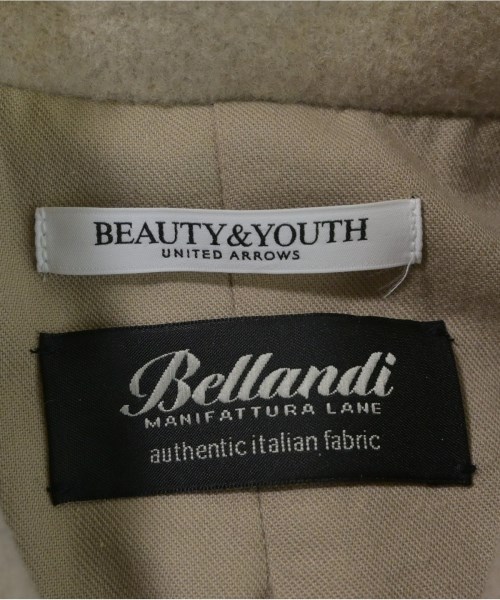 BEAUTY&YOUTH
UNITED ARROWS
Bellandi
MANIFATTURA LANE
authentic italian fabric